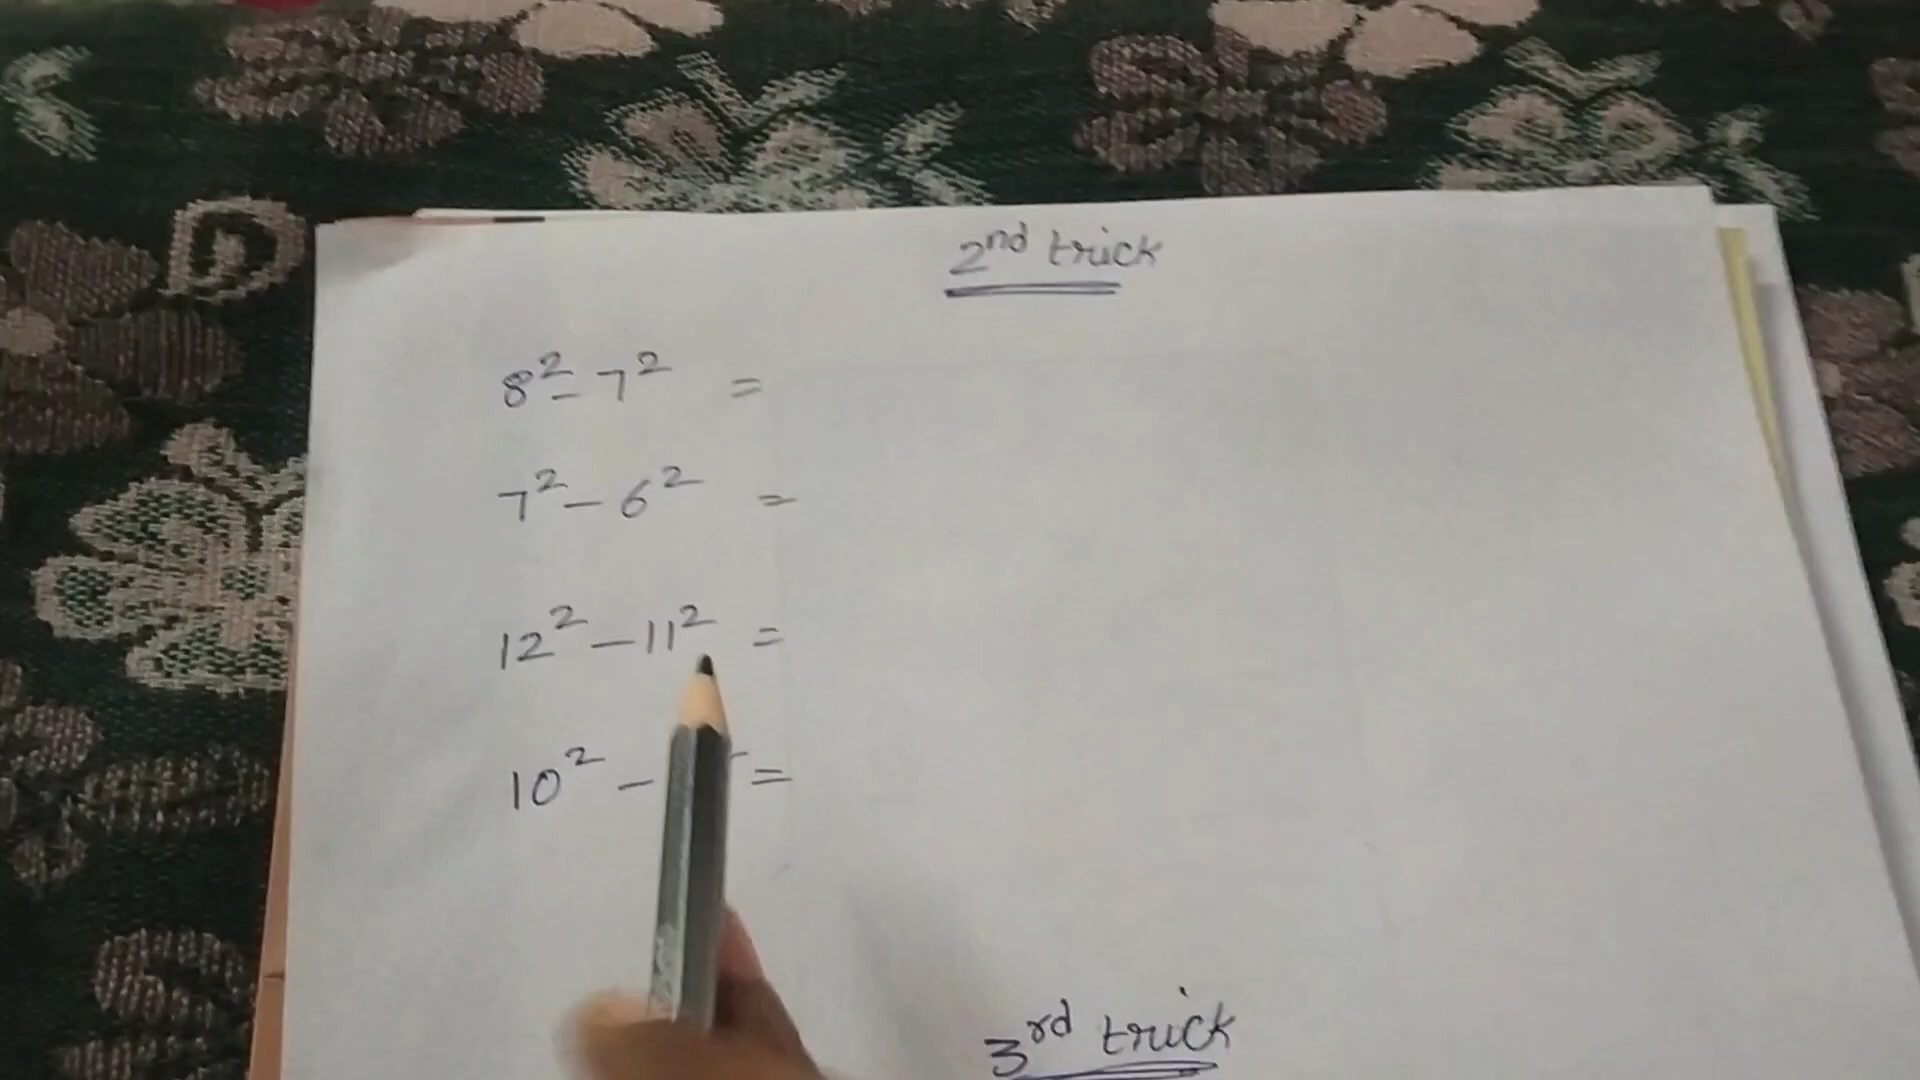 2nd trick
8² - 7² =
7² - 6² =
12² - 11² =
10² - =
3rd trick